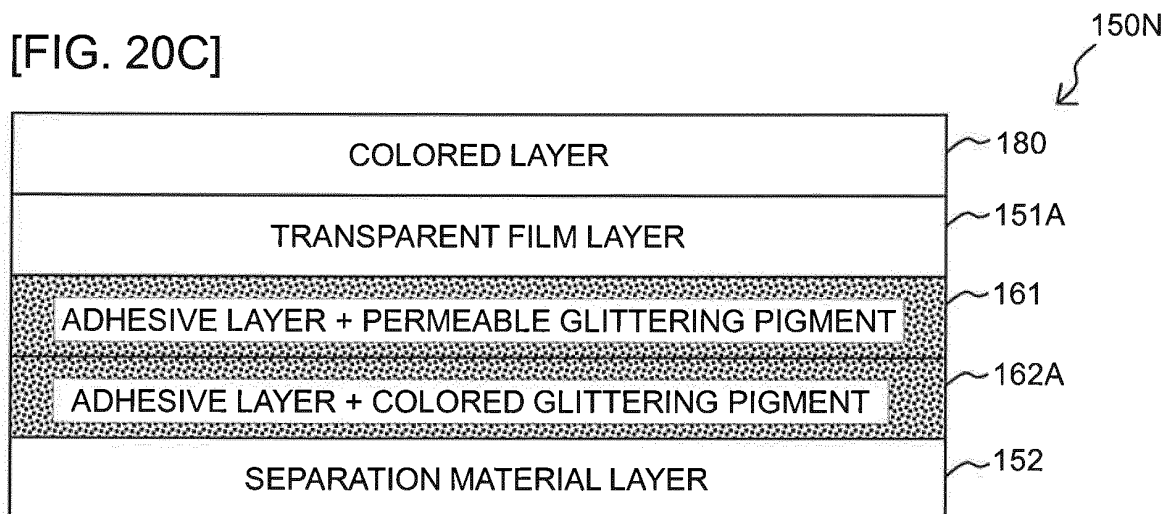 150N
[FIG. 20C]
COLORED LAYER 180
TRANSPARENT FILM LAYER 151A
ADHESIVE LAYER + PERMEABLE GLITTERING PIGMENT 161
ADHESIVE LAYER + COLORED GLITTERING PIGMENT 162A
SEPARATION MATERIAL LAYER 152